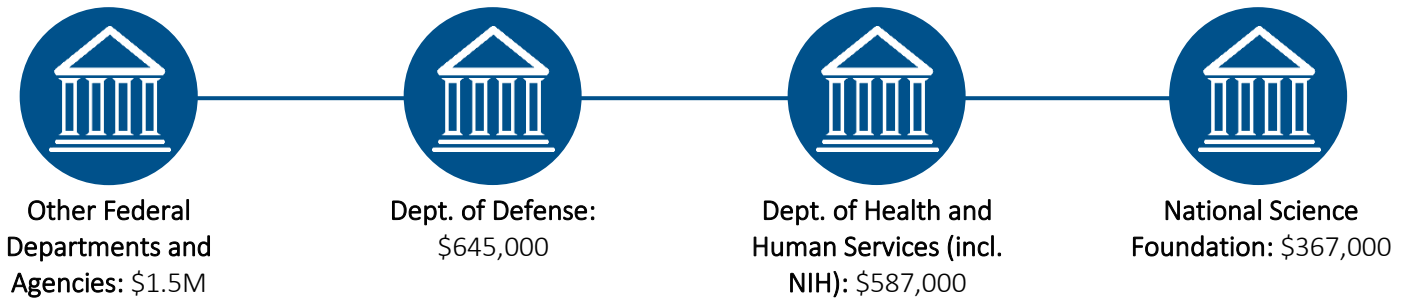 Other Federal
Departments and
Agencies: $1.5M
Dept. of Defense:
$645,000
Dept. of Health and
Human Services (incl.
NIH): $587,000
National Science
Foundation: $367,000